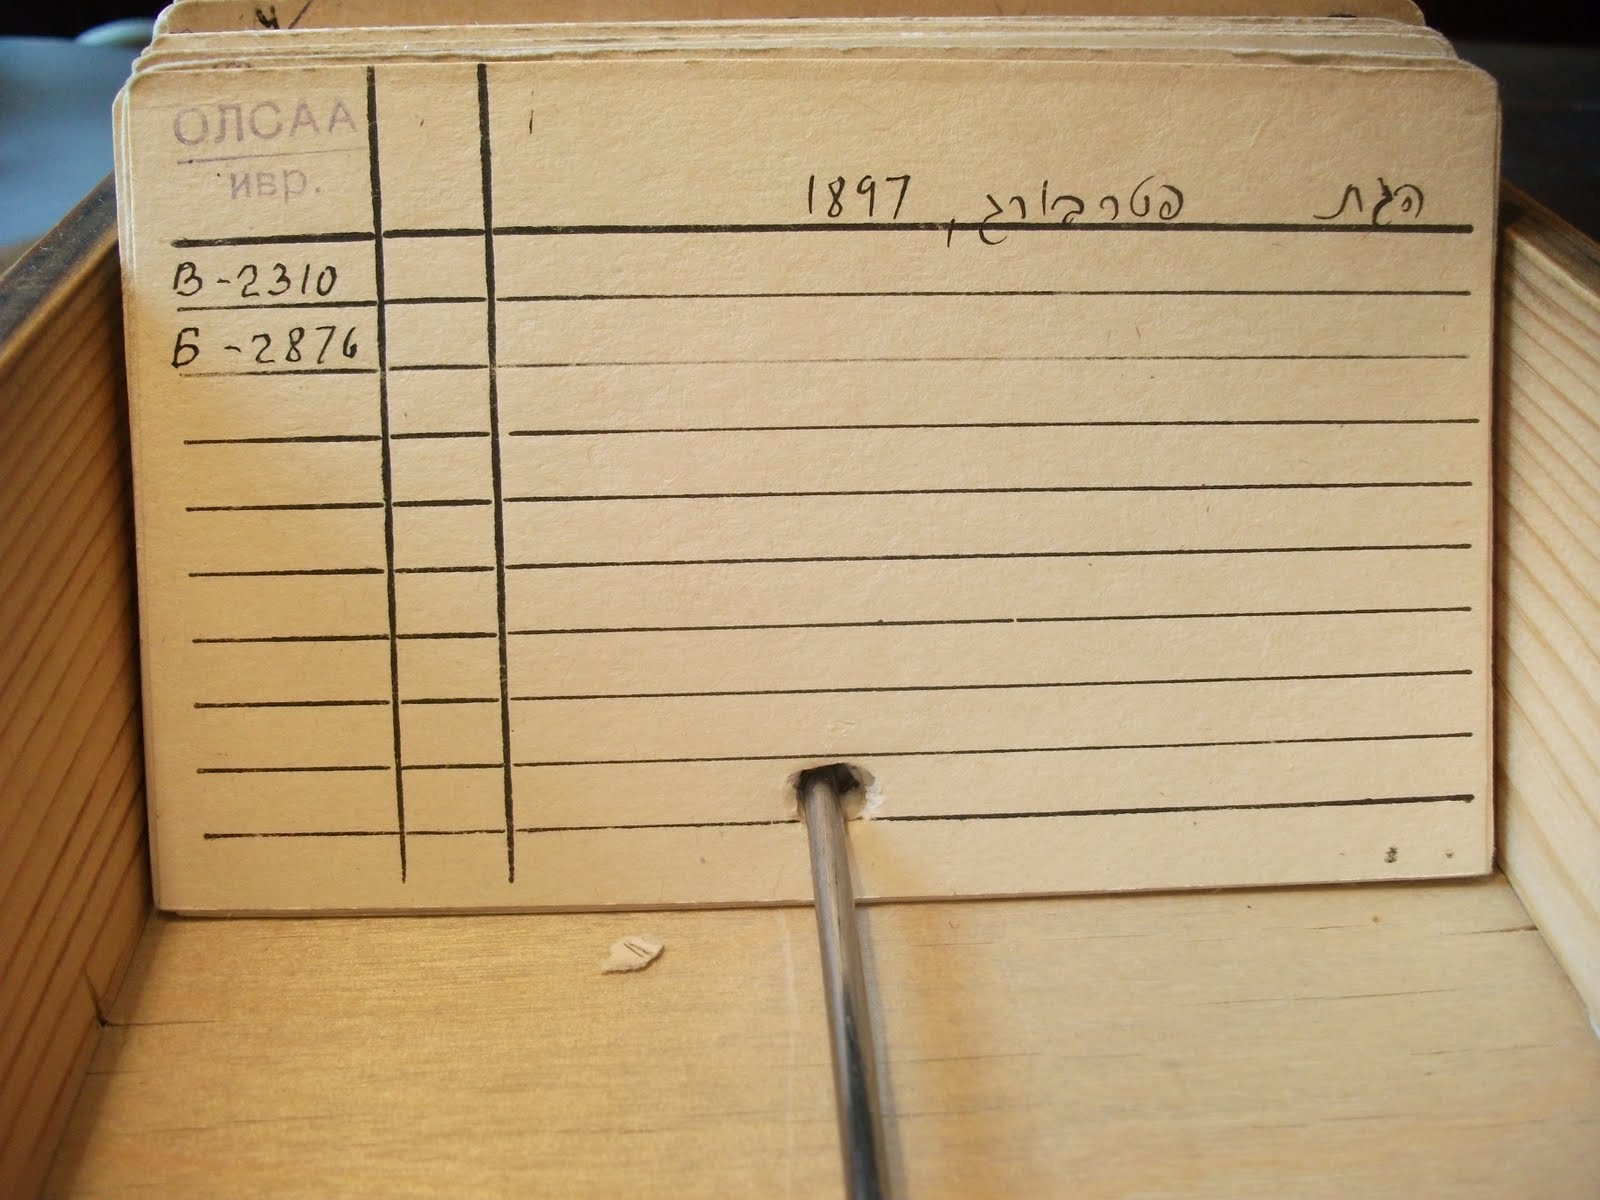 ОЛСАА
ивр.
הגת פטרבורג, 1897
В-2310
Б-2876